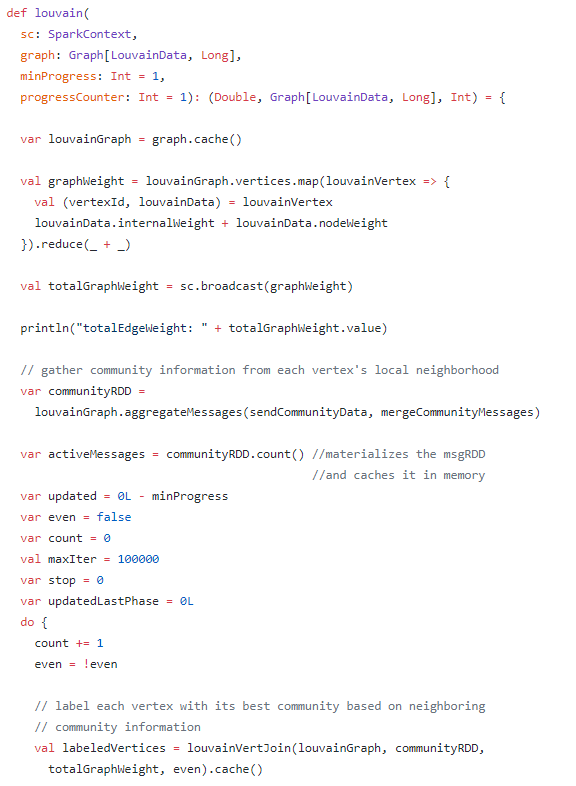 def louvain(
sc: SparkContext,
graph: Graph[LouvainData, Long],
minProgress: Int = 1,
progressCounter: Int = 1): (Double, Graph[LouvainData, Long], Int) = {
var louvainGraph = graph.cache()
val graphWeight = louvainGraph.vertices.map(louvainVertex => {
val (vertexId, louvainData) = louvainVertex
louvainData.internalWeight + louvainData.nodeWeight
}).reduce(_ + _)
val totalGraphWeight = sc.broadcast(graphWeight)
println("totalEdgeWeight: " + totalGraphWeight.value)
// gather community information from each vertex's local neighborhood
var communityRDD =
louvainGraph.aggregateMessages(sendCommunityData, mergeCommunityMessages)
var activeMessages = communityRDD.count() //materializes the msgRDD
//and caches it in memory
var updated = 0L - minProgress
var even = false
var count = 0
val maxIter = 100000
var stop = 0
var updatedLastPhase = 0L
do {
count += 1
even = !even
// label each vertex with its best community based on neighboring
// community information
val labeledVertices = louvainVertJoin(louvainGraph, communityRDD,
totalGraphWeight, even).cache()